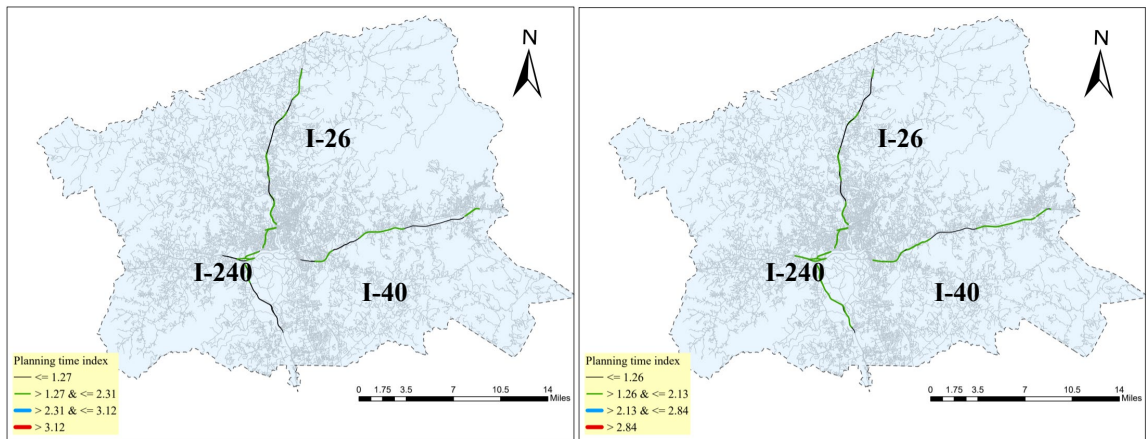 N
I-26
I-240
I-40
Planning time index
<= 1.27
> 1.27 & <= 2.31
> 2.31 & <= 3.12
> 3.12
0 1.75 3.5 7 10.5 14
Miles
N
I-26
I-240
I-40
Planning time index
<= 1.26
> 1.26 & <= 2.13
> 2.13 & <= 2.84
> 2.84
0 1.75 3.5 7 10.5 14
Miles